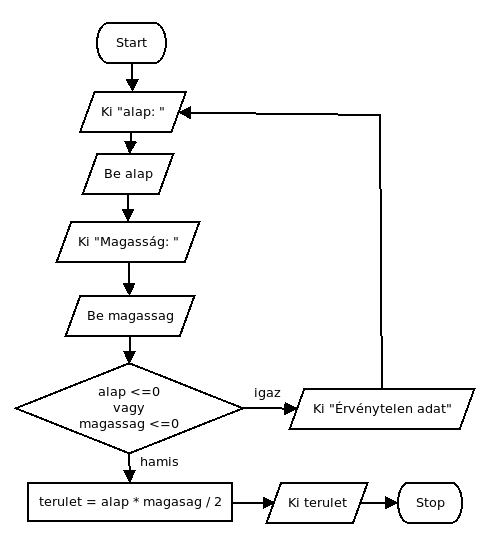 Start
Ki "alap: "
Be alap
Ki "Magasság: "
Be magassag
alap <=0
vagy
magassag <=0
igaz
Ki "Érvénytelen adat"
hamis
terulet = alap * magasag / 2
Ki terulet
Stop